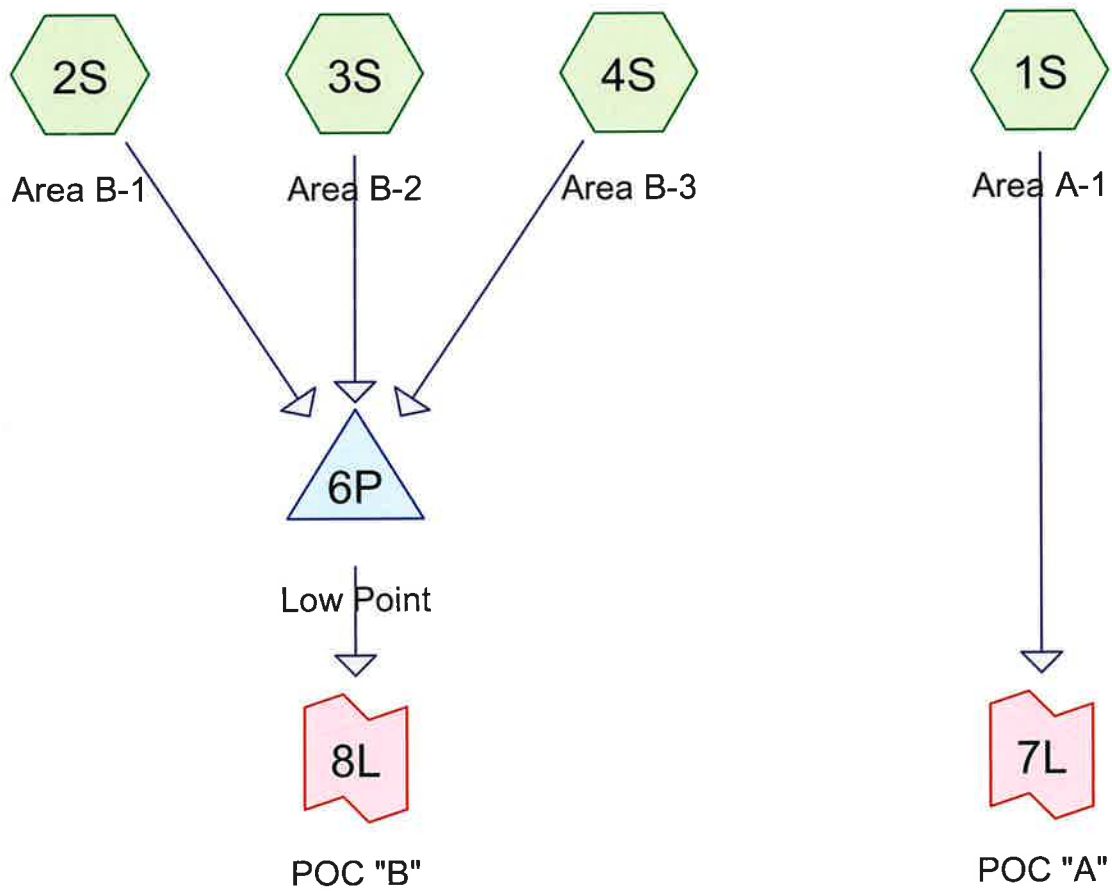 2S
3S
4S
1S
Area B-1
Area B-2
Area B-3
Area A-1
6P
Low Point
8L
7L
POC "B"
POC "A"